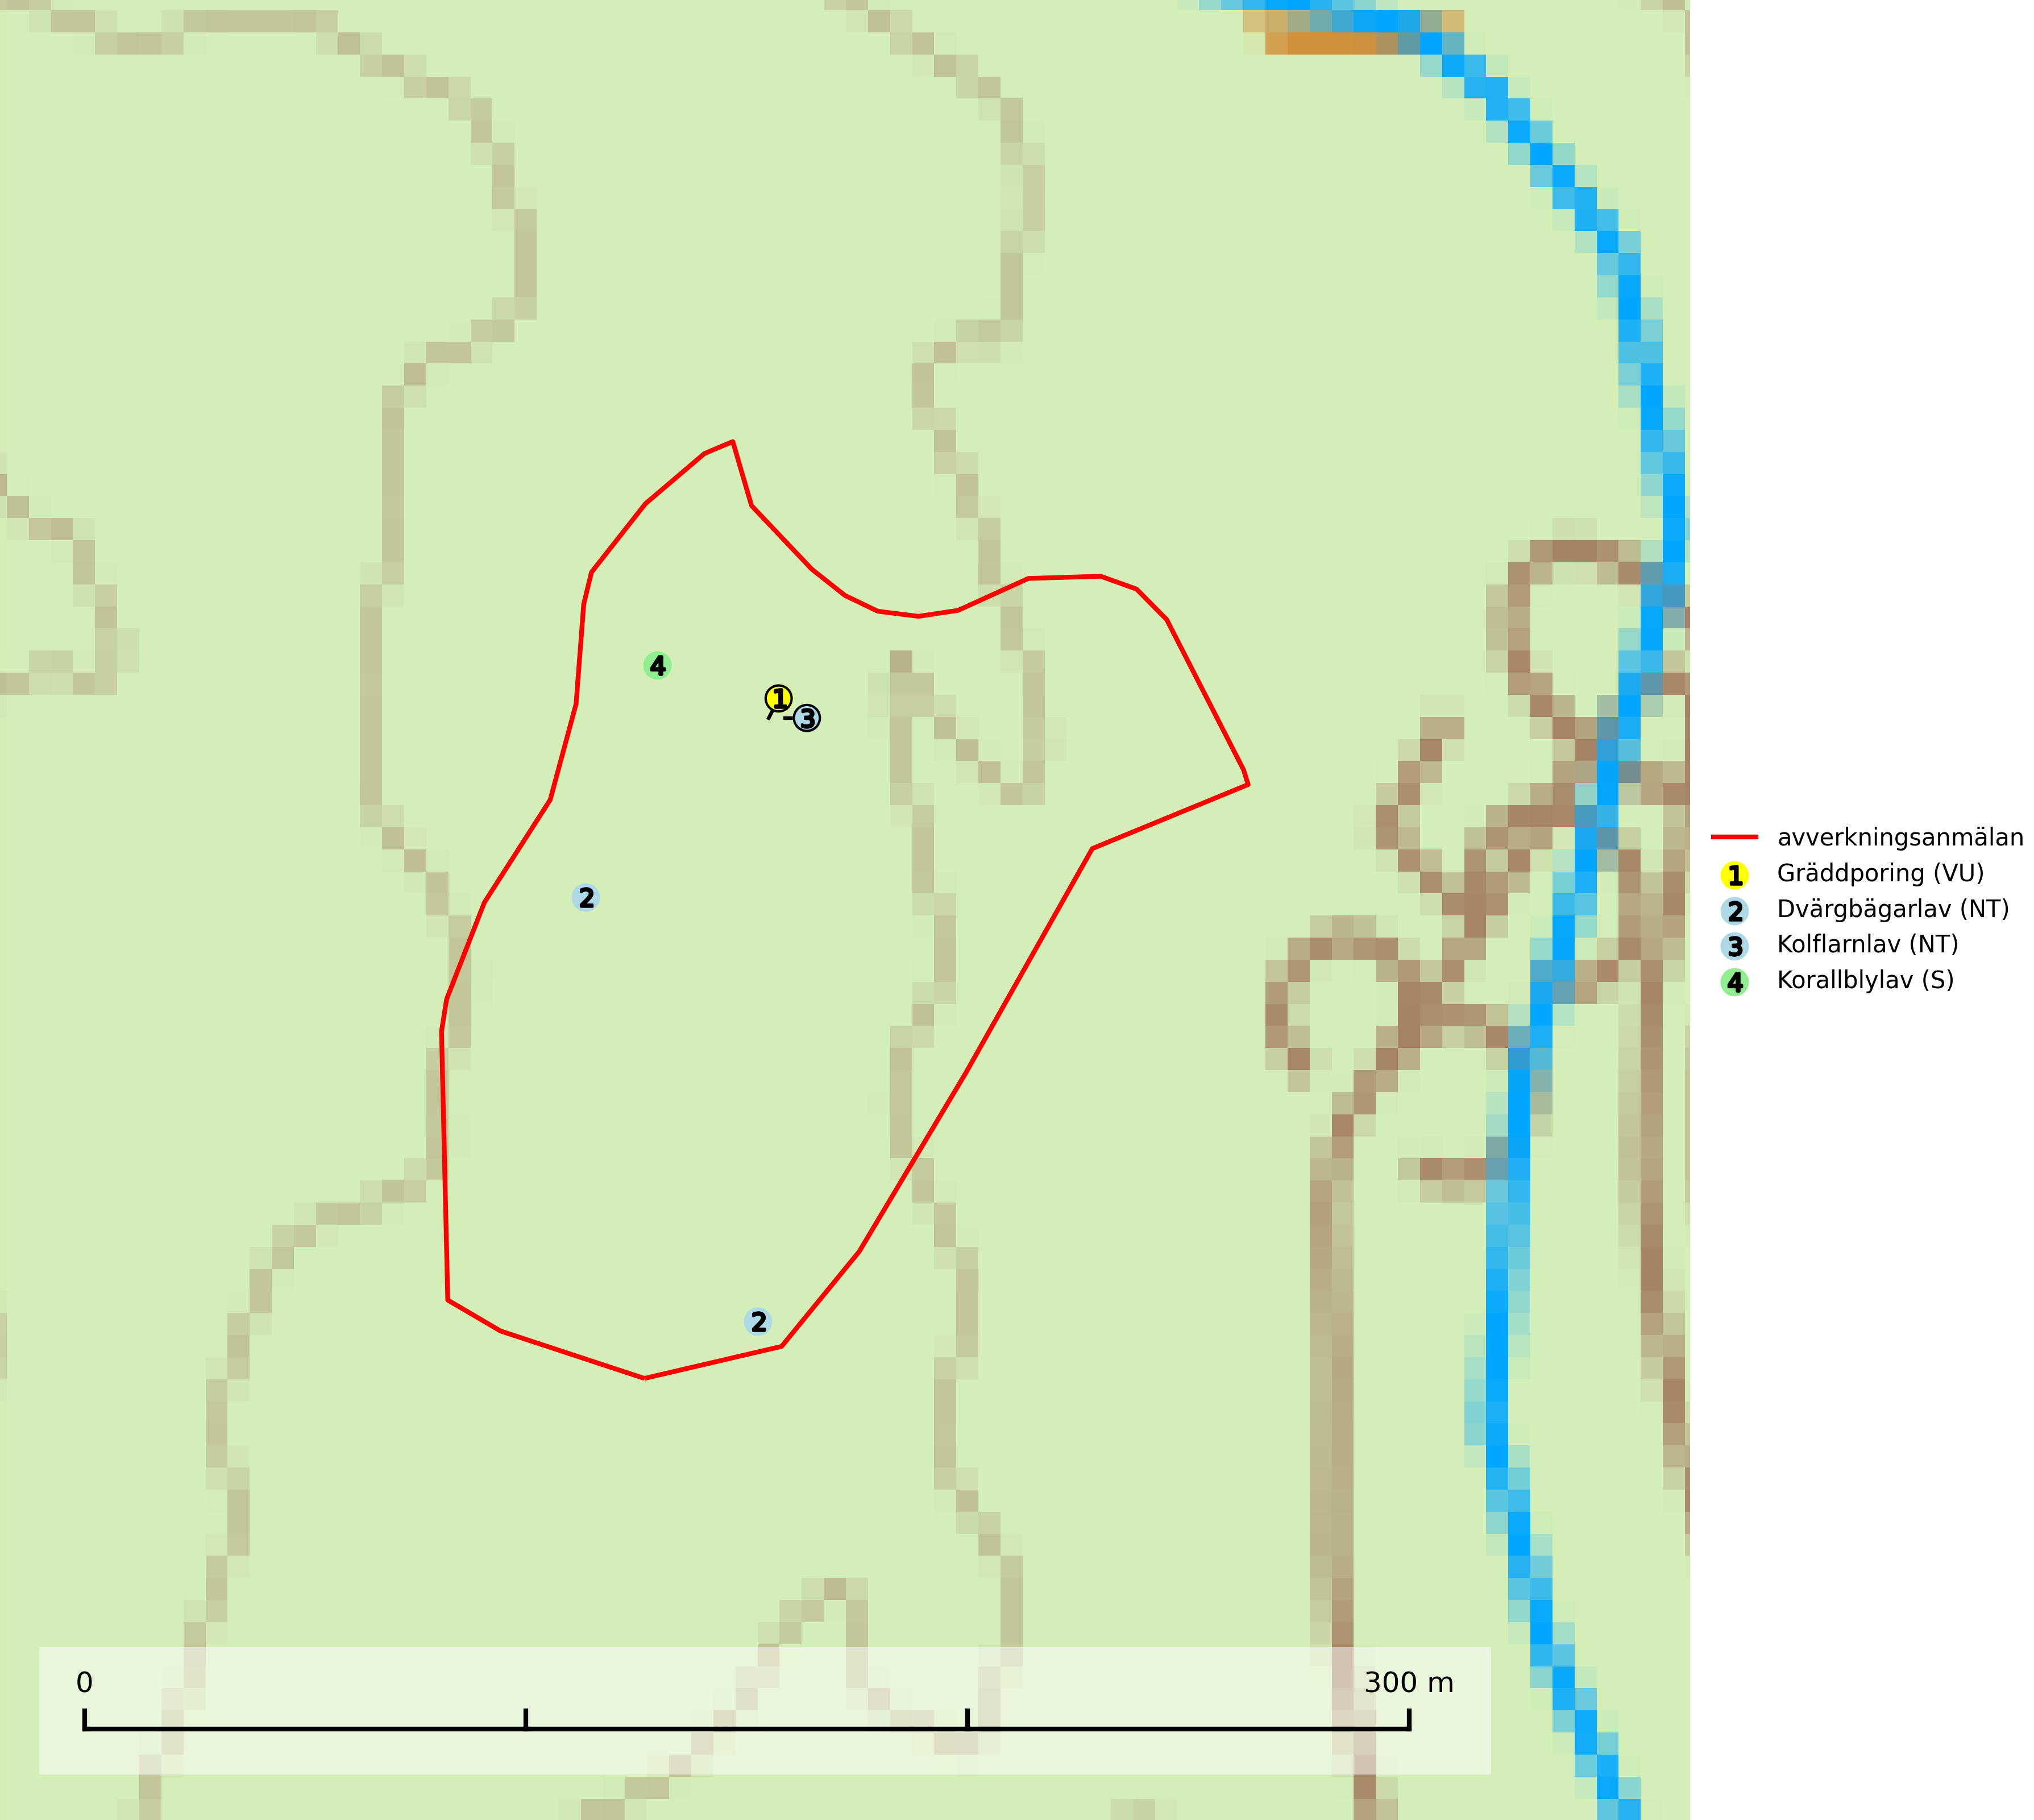 4
1
3
2
2
0 300 m
avverkningsanmälan
1 Gräddporing (VU)
2 Dvärgbägarlav (NT)
3 Kolflarnlav (NT)
4 Korallblylav (S)